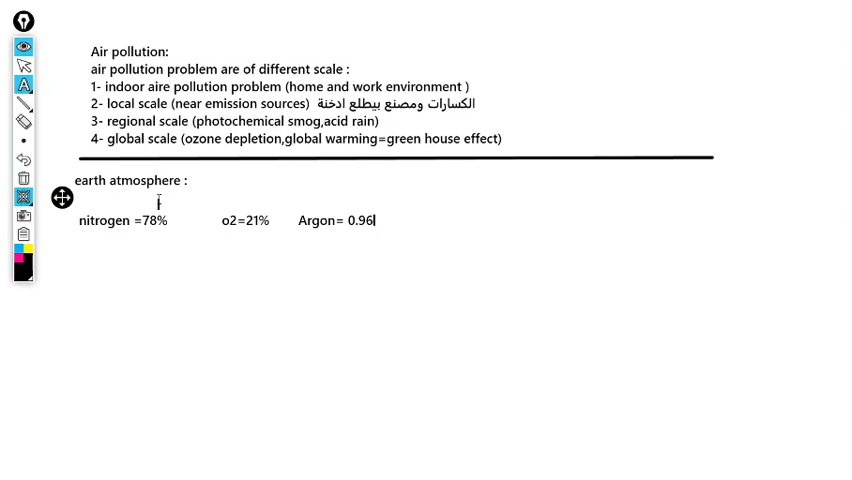 Air pollution:
air pollution problem are of different scale :
1- indoor aire pollution problem (home and work environment )
2- local scale (near emission sources) الكسارات ومصنع بيطلع ادخنة
3- regional scale (photochemical smog,acid rain)
4- global scale (ozone depletion,global warming=green house effect)
earth atmosphere :
nitrogen =78% o2=21% Argon= 0.96